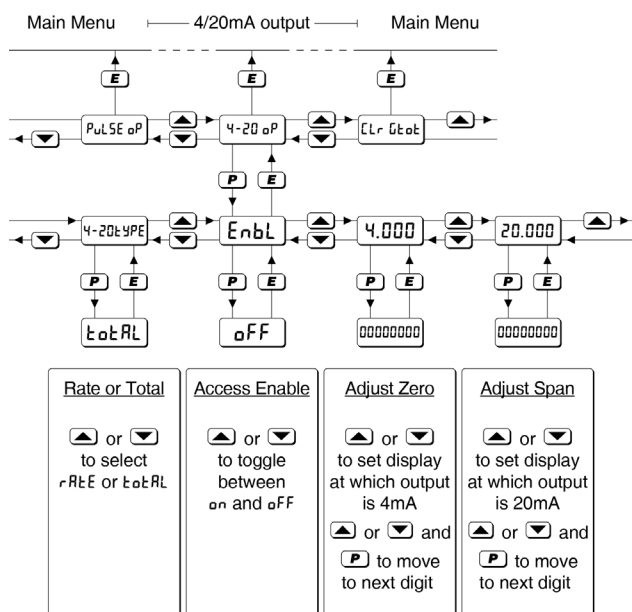 Main Menu 4/20mA output Main Menu
E E E
PuLSE oP 4-20 oP CLr Gtot
P E
4-20tYPE EnbL 4.000 20.000
P E P E P E P E
totAL oFF 00000000 00000000
Rate or Total
or
to select
rAtE or totAL
Access Enable
or
to toggle
between
on and oFF
Adjust Zero
or
to set display
at which output
is 4mA
or and
P to move
to next digit
Adjust Span
or
to set display
at which output
is 20mA
or and
P to move
to next digit